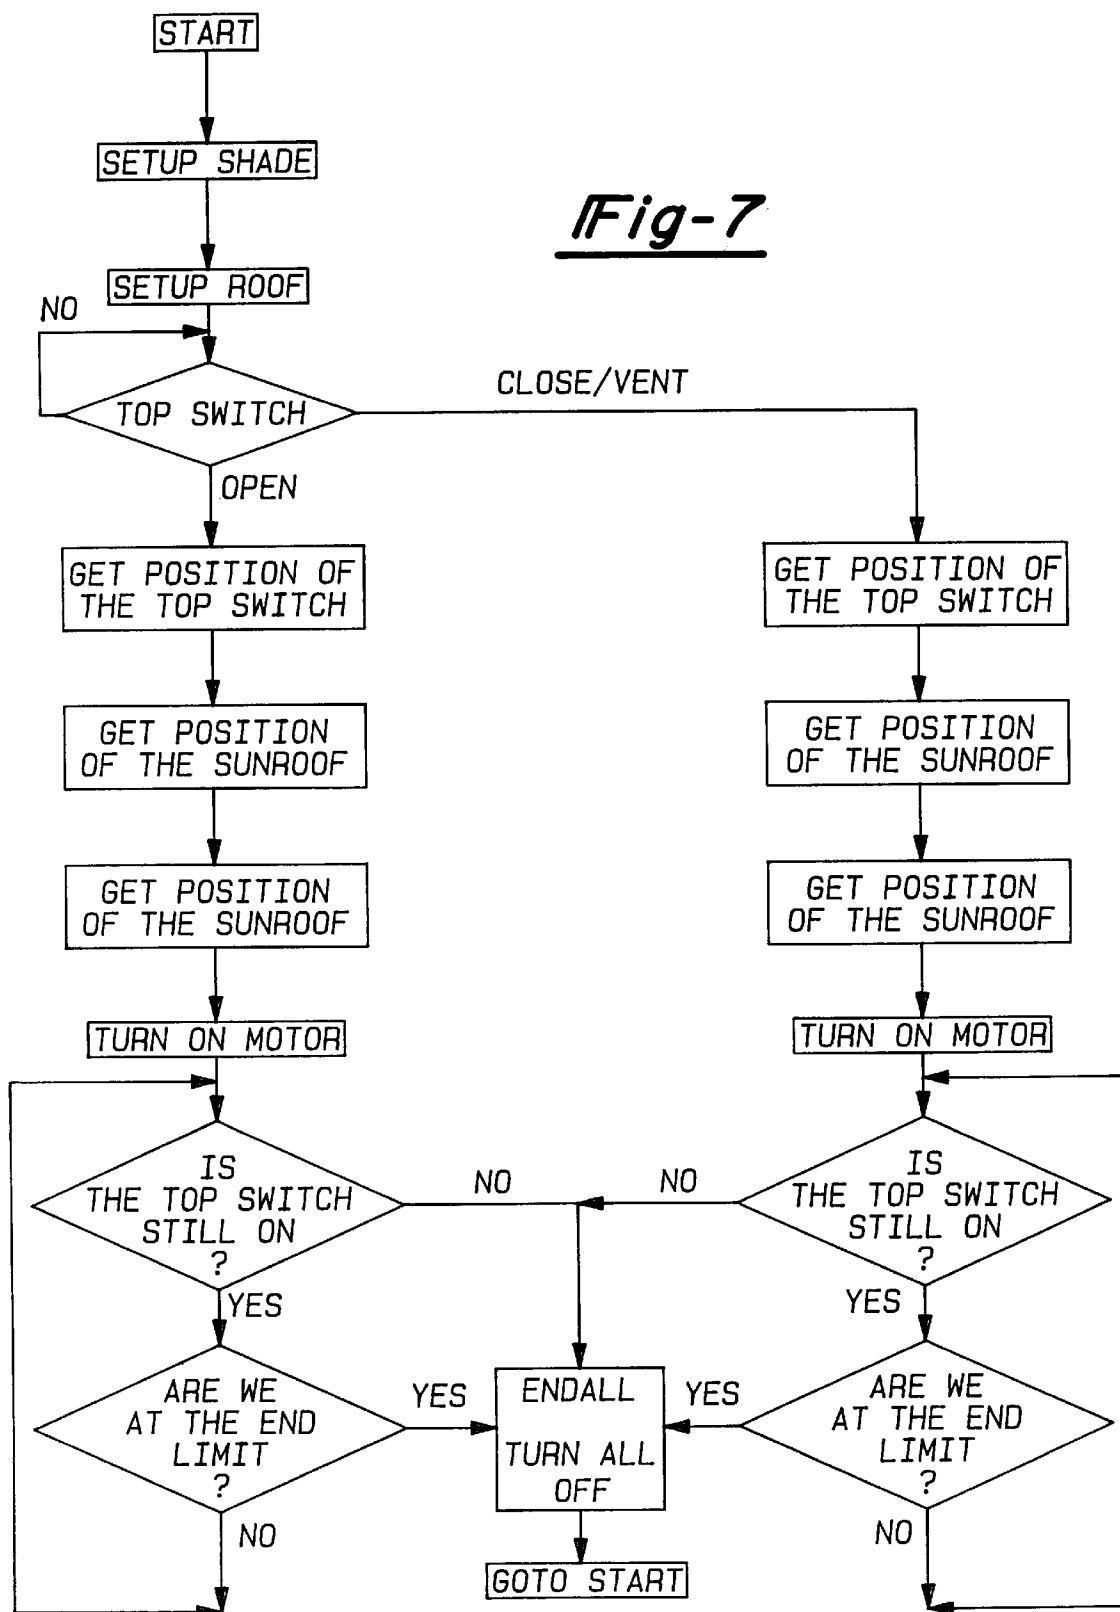 START
SETUP SHADE
Fig-7
SETUP ROOF
NO
CLOSE/VENT
TOP SWITCH
OPEN
GET POSITION OF
THE TOP SWITCH
GET POSITION OF
THE TOP SWITCH
GET POSITION
OF THE SUNROOF
GET POSITION
OF THE SUNROOF
GET POSITION
OF THE SUNROOF
GET POSITION
OF THE SUNROOF
TURN ON MOTOR
TURN ON MOTOR
IS
THE TOP SWITCH
STILL ON
?
NO
NO
IS
THE TOP SWITCH
STILL ON
?
YES
YES
ARE WE
AT THE END
LIMIT
?
YES
ENDALL
TURN ALL
OFF
YES
ARE WE
AT THE END
LIMIT
?
NO
NO
GOTO START